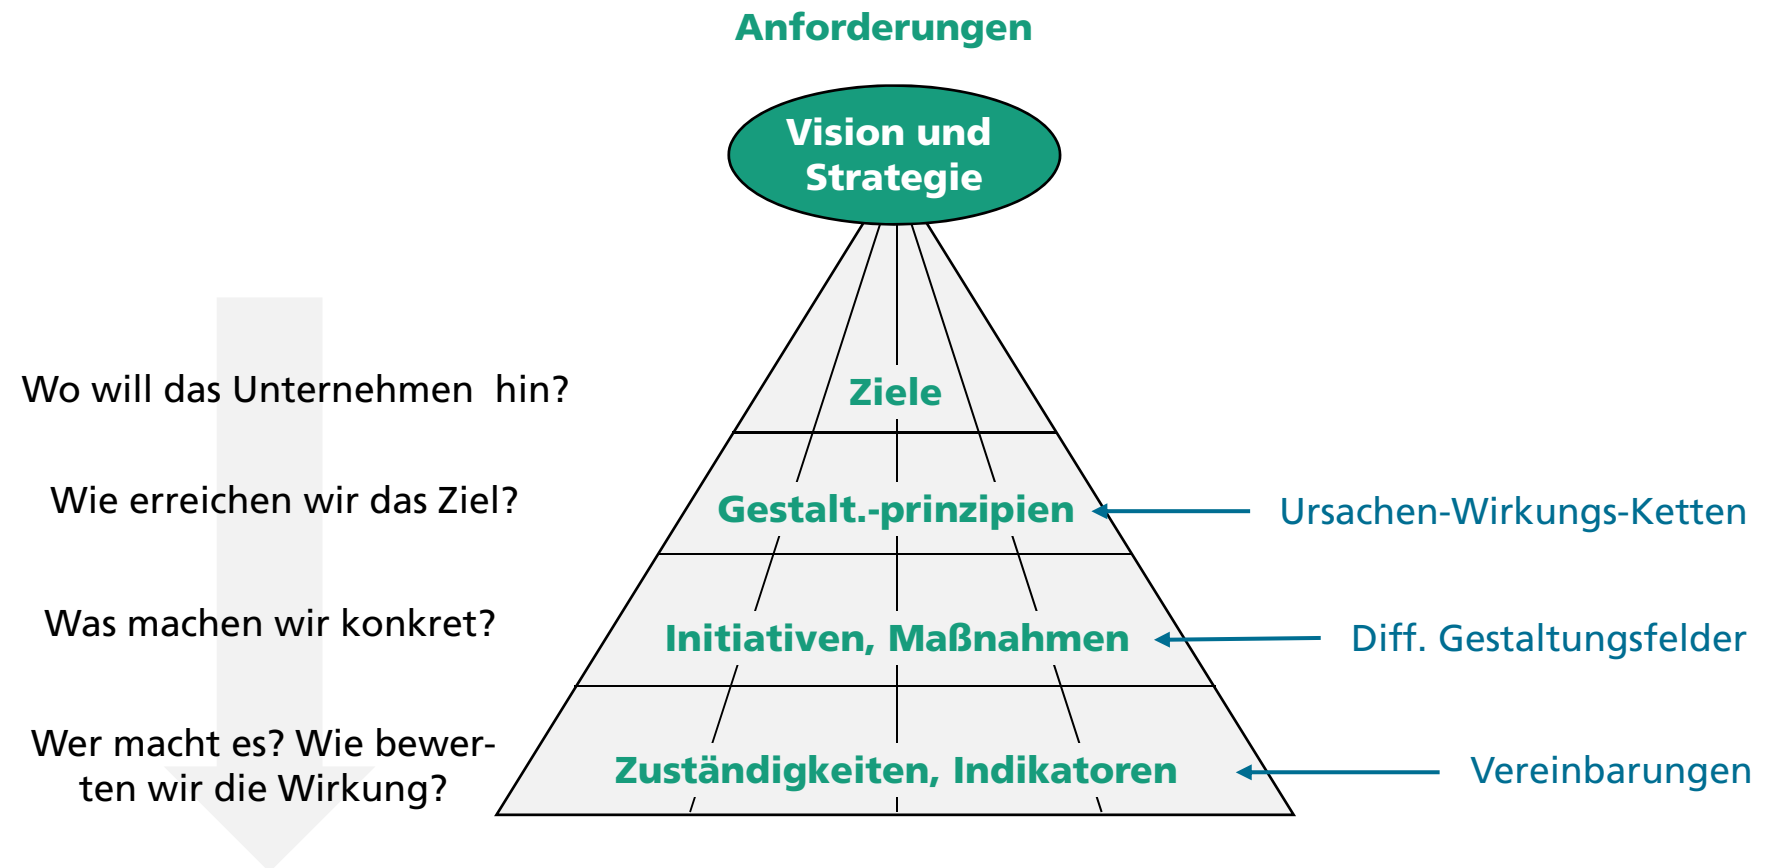 Anforderungen
Vision und
Strategie
Wo will das Unternehmen  hin?
Ziele
Wie erreichen wir das Ziel?
Gestalt.-prinzipien
Ursachen-Wirkungs-Ketten
Was machen wir konkret?
Initiativen, Maßnahmen
Diff. Gestaltungsfelder
Wer macht es? Wie bewer-
ten wir die Wirkung?
Zuständigkeiten, Indikatoren
Vereinbarungen